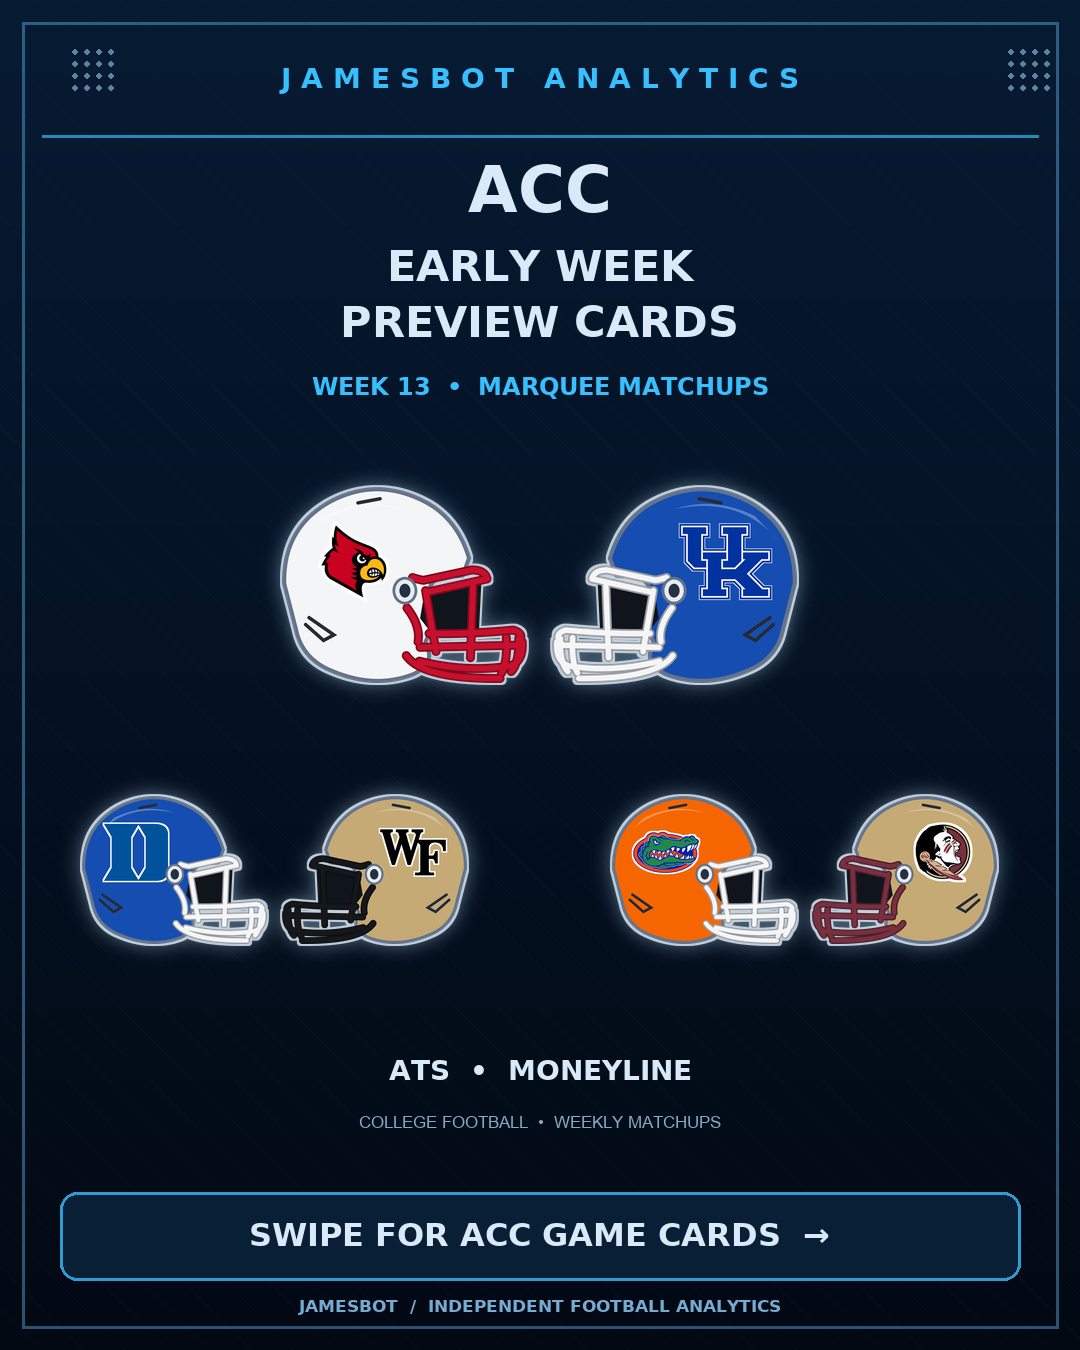 JAMESBOT ANALYTICS
ACC
EARLY WEEK
PREVIEW CARDS
WEEK 13 • MARQUEE MATCHUPS
UK
D
WF
ATS • MONEYLINE
COLLEGE FOOTBALL • WEEKLY MATCHUPS
SWIPE FOR ACC GAME CARDS →
JAMESBOT / INDEPENDENT FOOTBALL ANALYTICS